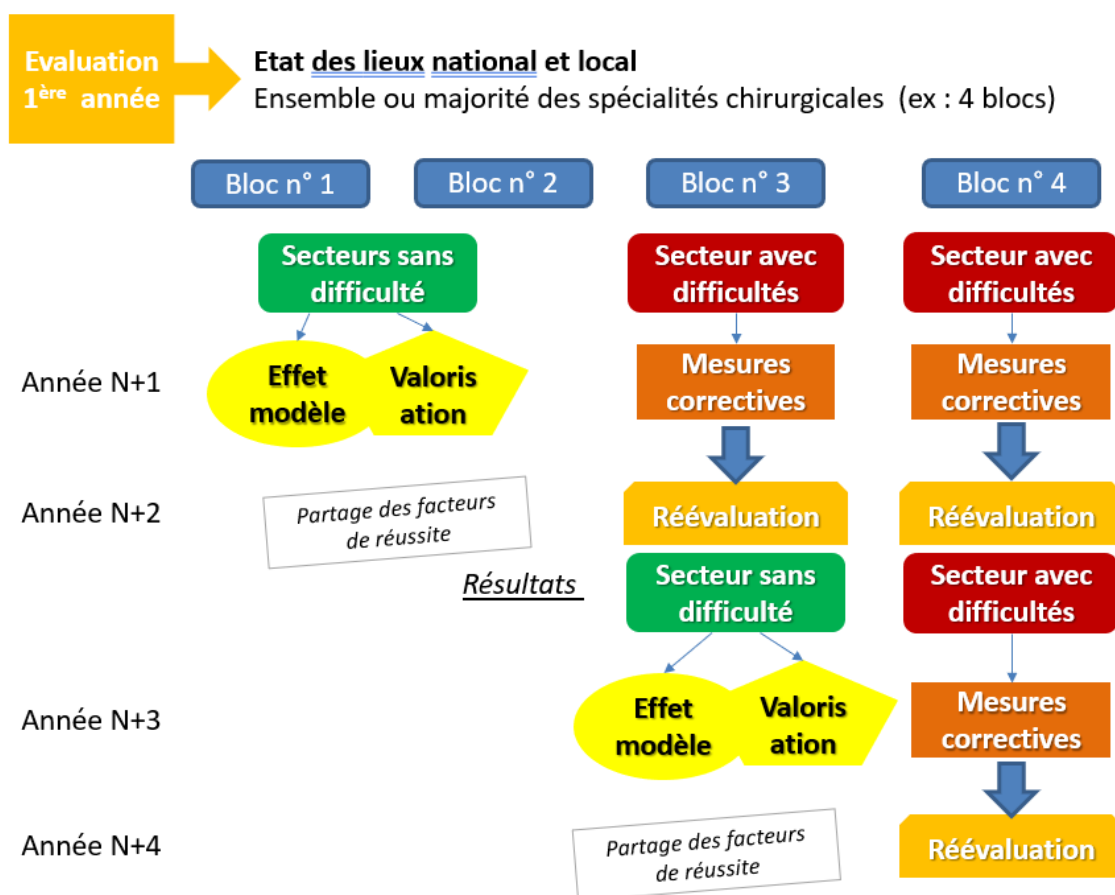 Evaluation
1ère année
Etat des lieux national et local
Ensemble ou majorité des spécialités chirurgicales (ex : 4 blocs)
Bloc n° 1
Bloc n° 2
Bloc n° 3
Bloc n° 4
Secteurs sans
difficulté
Secteur avec
difficultés
Secteur avec
difficultés
Année N+1
Effet
modèle
Valoris
ation
Mesures
correctives
Mesures
correctives
Année N+2
Partage des facteurs
de réussite
Réévaluation
Réévaluation
Résultats
Secteur sans
difficulté
Secteur avec
difficultés
Année N+3
Effet
modèle
Valoris
ation
Mesures
correctives
Année N+4
Partage des facteurs
de réussite
Réévaluation